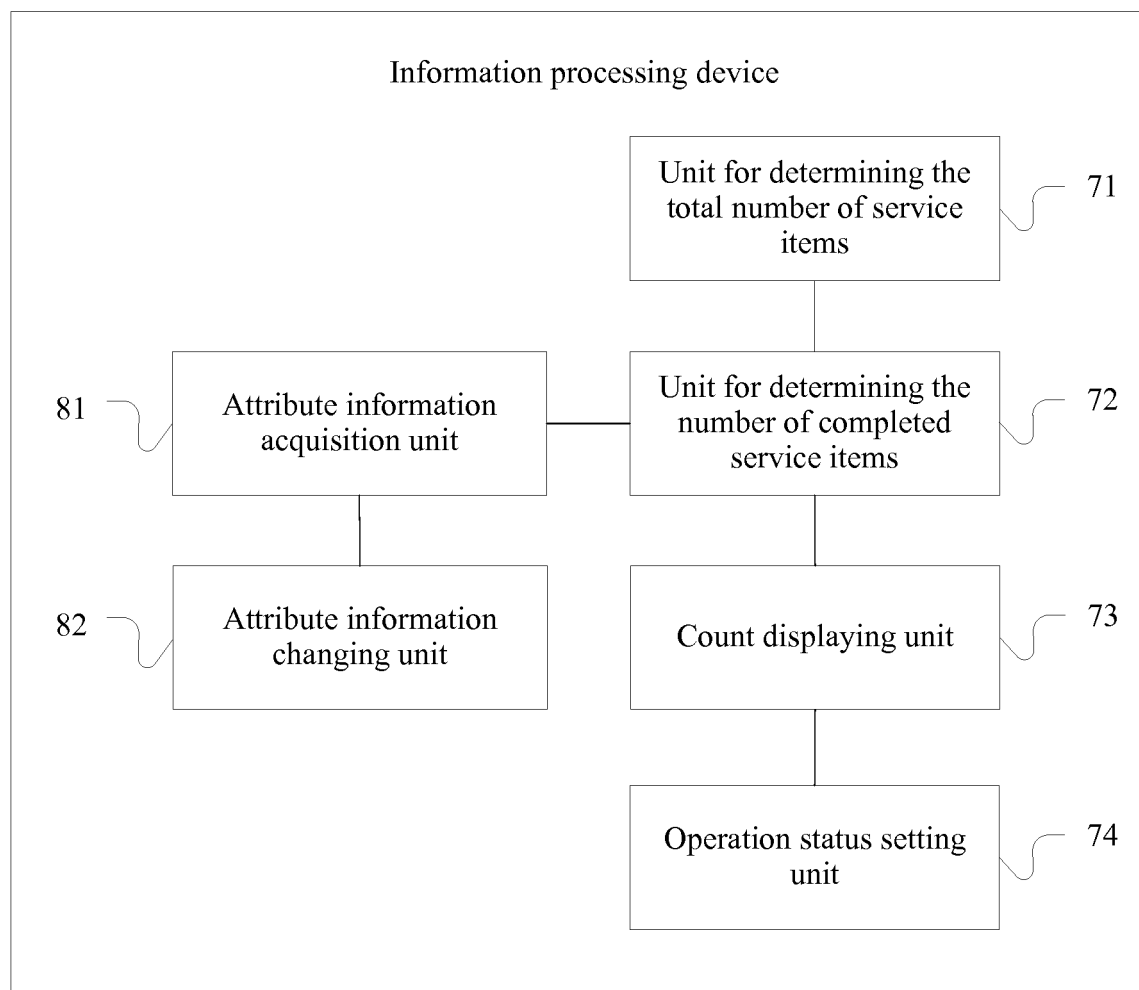 Information processing device
Unit for determining the
total number of service
items
71
81
Attribute information
acquisition unit
Unit for determining the
number of completed
service items
72
82
Attribute information
changing unit
Count displaying unit
73
Operation status setting
unit
74